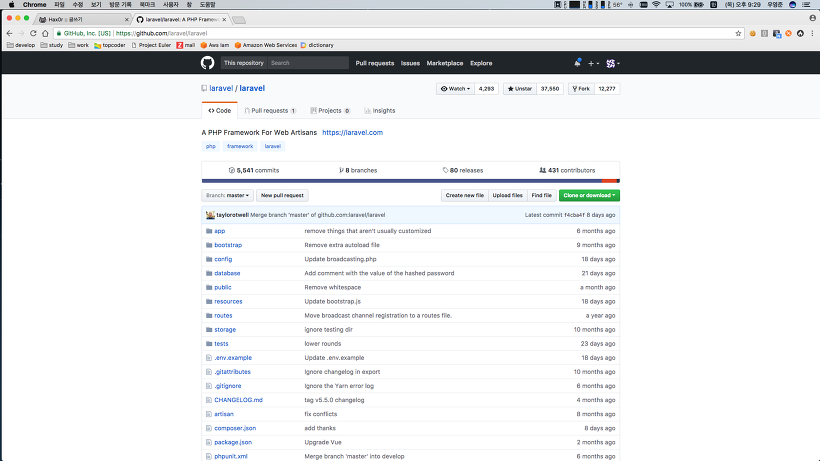 Chrome 파일 수정 보기 방문 기록 북마크 사용자 창 도움말 56° 100% (목) 오후 9:29 우원준
Hax0r :: 글쓰기 laravel/laravel: A PHP Framew
GitHub, Inc. [US] https://github.com/laravel/laravel
develop study work topcoder Project Euler mall Aws Iam Amazon Web Services dictionary
This repository Search Pull requests Issues Marketplace Explore
laravel / laravel Watch 4,293 Unstar 37,550 Fork 12,277
Code Pull requests 1 Projects 0 Insights
A PHP Framework For Web Artisans https://laravel.com
php framework laravel
5,541 commits 8 branches 80 releases 431 contributors
Branch: master New pull request Create new file Upload files Find file Clone or download
taylorotwell Merge branch 'master' of github.com:laravel/laravel Latest commit f4cba4f 8 days ago
app remove things that aren't usually customized 6 months ago
bootstrap Remove extra autoload file 9 months ago
config Update broadcasting.php 18 days ago
database Add comment with the value of the hashed password 21 days ago
public Remove whitespace a month ago
resources Update bootstrap.js 18 days ago
routes Move broadcast channel registration to a routes file. a year ago
storage ignore testing dir 10 months ago
tests lower rounds 23 days ago
.env.example Update .env.example 18 days ago
.gitattributes Ignore changelog in export 10 months ago
.gitignore Ignore the Yarn error log 6 months ago
CHANGELOG.md tag v5.5.0 changelog 4 months ago
artisan fix conflicts 8 months ago
composer.json add thanks 8 days ago
package.json Upgrade Vue 2 months ago
phpunit.xml Merge branch 'master' into develop 6 months ago